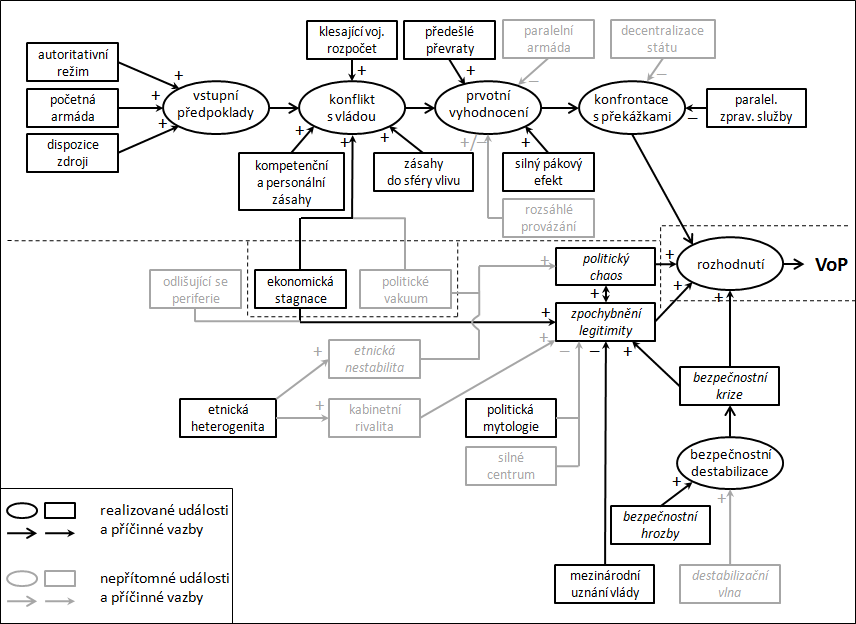 klesající voj.
rozpočet
předešlé
převraty
paralelní
armáda
decentralizace
státu
autoritativní
režim
početná
armáda
dispozice
zdroji
vstupní
předpoklady
konflikt
s vládou
prvotní
vyhodnocení
konfrontace
s překážkami
paralel.
zprav. služby
kompetenční
a personální
zásahy
zásahy
do sféry vlivu
silný pákový
efekt
rozsáhlé
provázání
odlišující se
periferie
ekonomická
stagnace
politické
vakuum
politický
chaos
rozhodnutí
VoP
zpochybnění
legitimity
etnická
nestabilita
etnická
heterogenita
kabinetní
rivalita
politická
mytologie
silné
centrum
bezpečnostní
krize
bezpečnostní
destabilizace
bezpečnostní
hrozby
mezinárodní
uznání vlády
destabilizační
vlna
realizované události
a příčinné vazby
nepřítomné události
a příčinné vazby